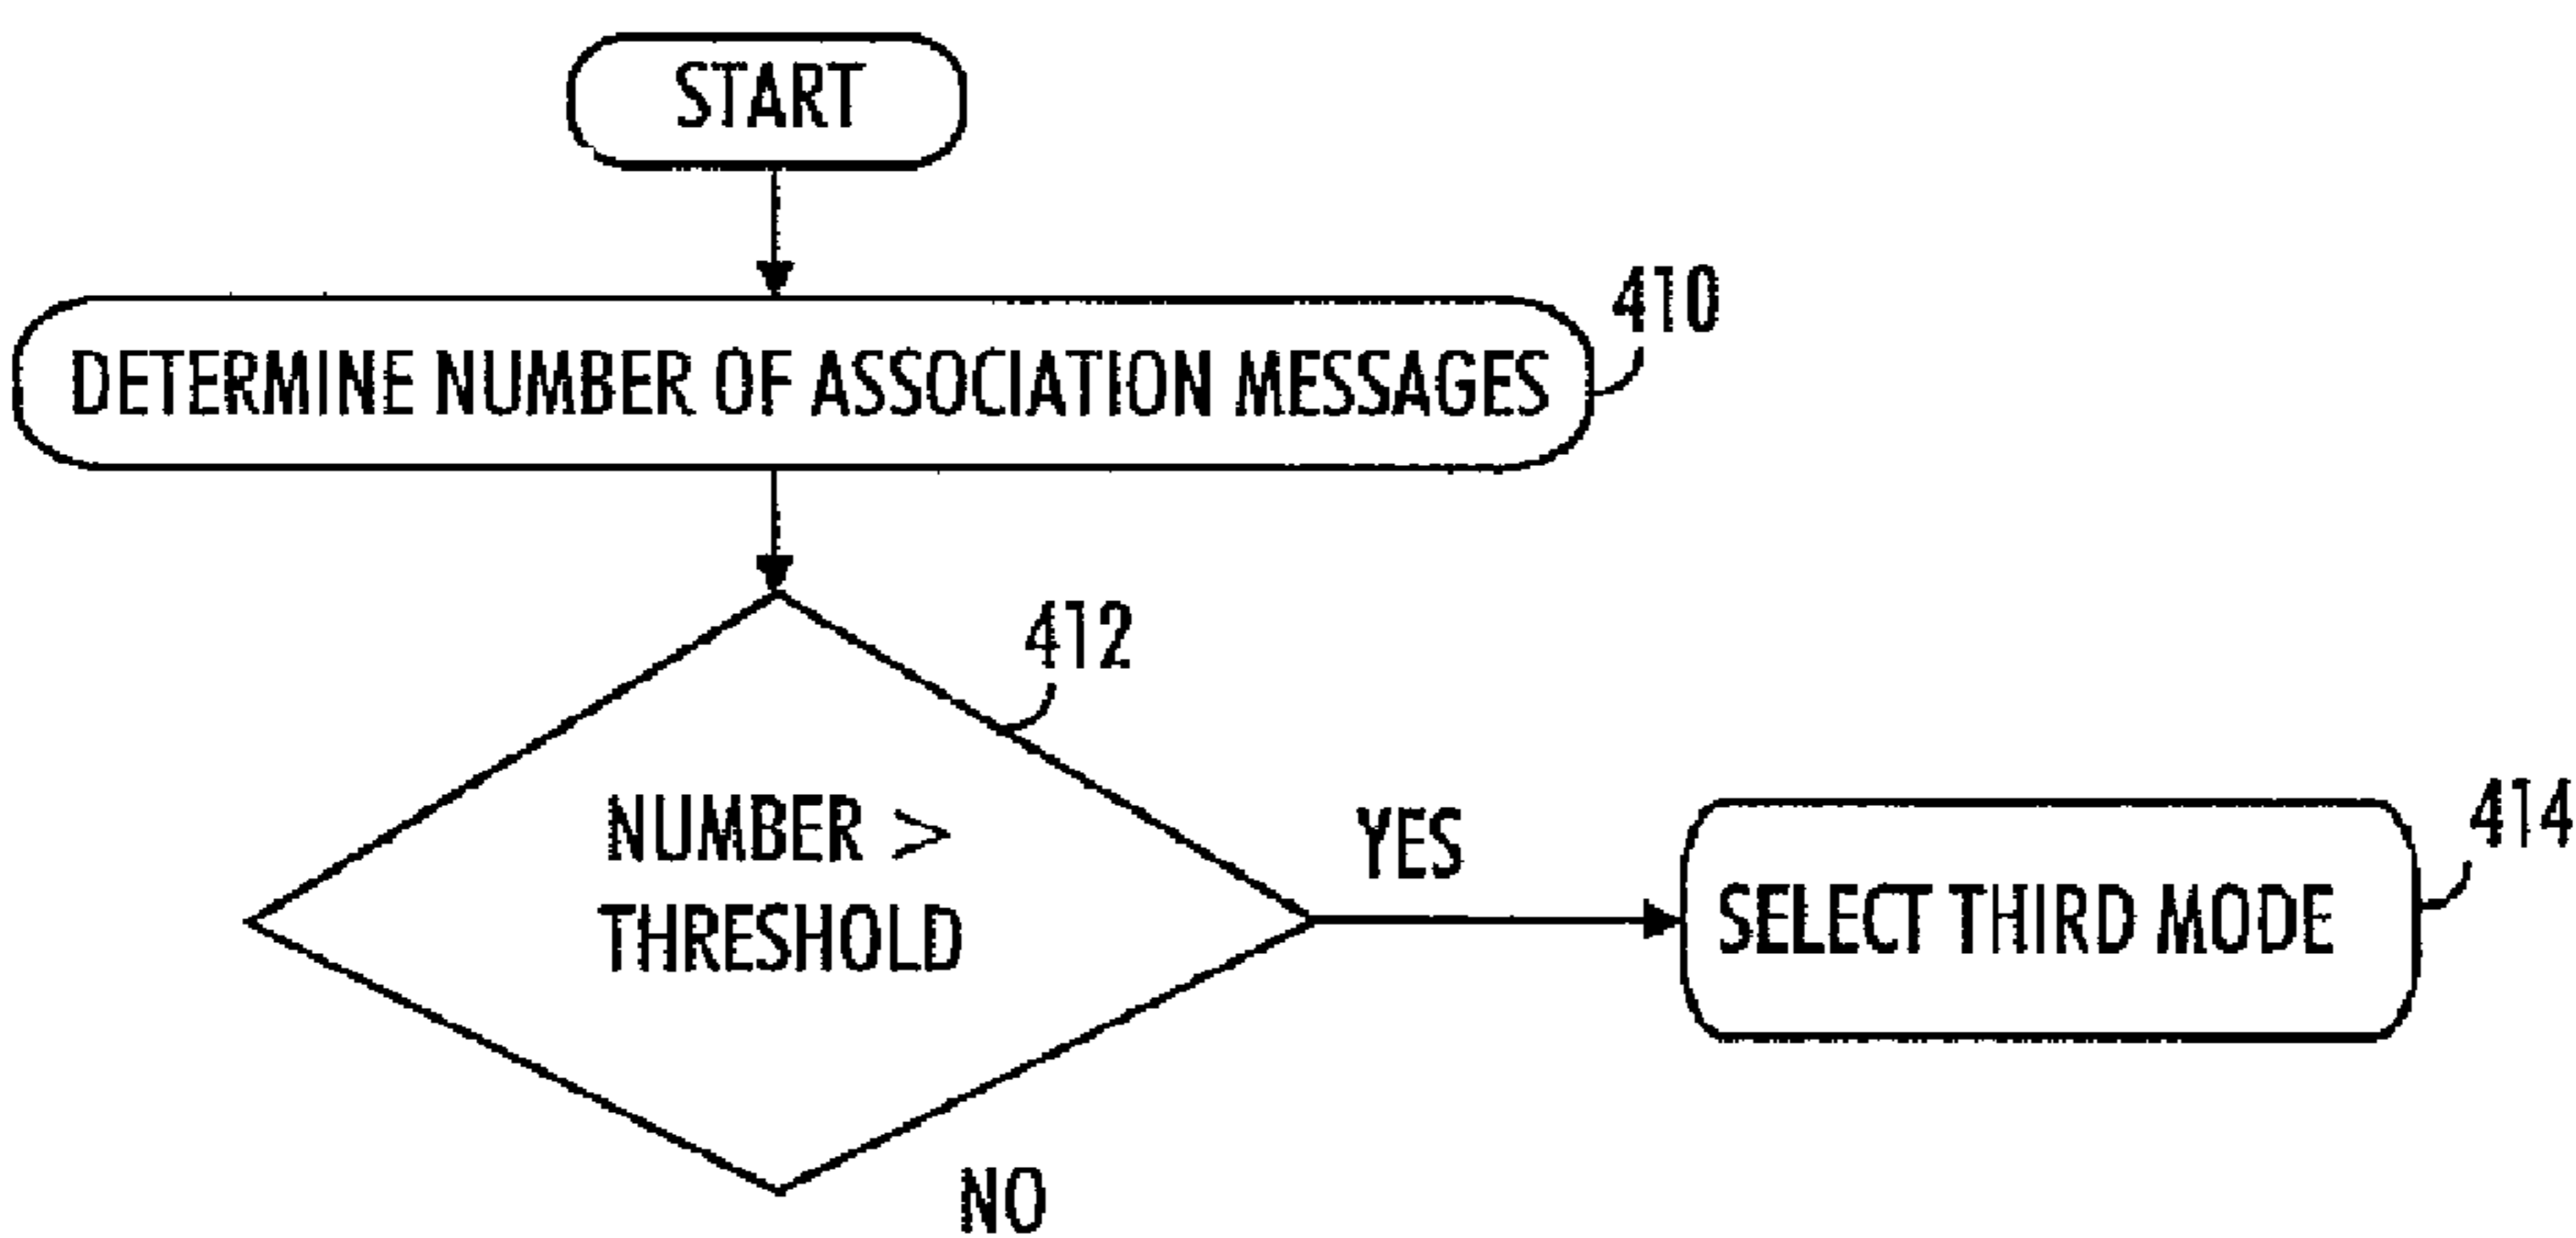 START
410
DETERMINE NUMBER OF ASSOCIATION MESSAGES
412
NUMBER >
THRESHOLD
YES
414
SELECT THIRD MODE
NO